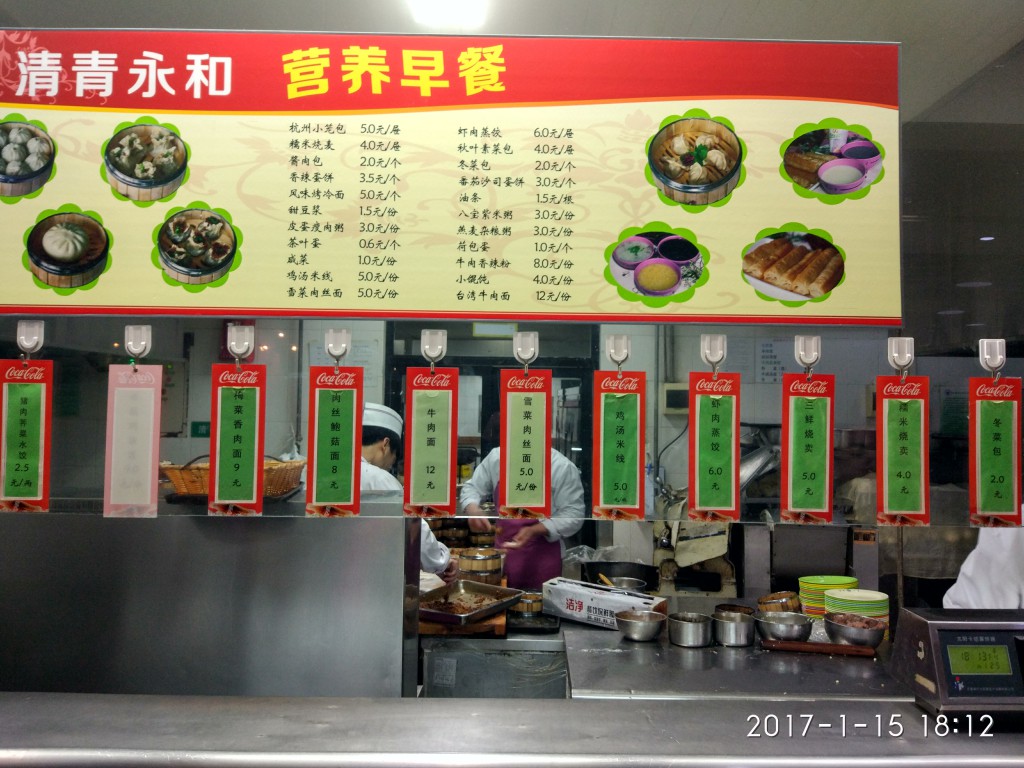 清青永和 营养早餐
杭州小笼包 5.0元/屉
糯米烧麦 4.0元/屉
酱肉包 2.0元/个
香辣蛋饼 3.5元/个
风味烤冷面 5.0元/个
甜豆浆 1.5元/份
皮蛋瘦肉粥 3.0元/份
茶叶蛋 0.6元/个
咸菜 1.0元/份
鸡汤米线 5.0元/份
雪菜肉丝面 5.0元/份
虾肉蒸饺 6.0元/屉
秋叶素菜包 4.0元/屉
冬菜包 2.0元/个
番茄沙司蛋饼 3.0元/个
油条 1.5元/根
八宝紫米粥 3.0元/份
燕麦杂粮粥 3.0元/份
荷包蛋 1.0元/个
牛肉香辣粉 8.0元/份
小馄饨 4.0元/份
台湾牛肉面 12元/份
Coca-Cola
猪肉荠菜水饺
2.5
元/两
Coca-Cola
梅菜香肉面
9
元
Coca-Cola
肉丝鲍菇面
8
元
Coca-Cola
牛肉面
12
元
Coca-Cola
雪菜肉丝面
5.0
元/份
Coca-Cola
鸡汤米线
5.0
元
Coca-Cola
虾肉蒸饺
6.0
元
Coca-Cola
三鲜烧卖
5.0
元
Coca-Cola
糯米烧卖
4.0
元
Coca-Cola
冬菜包
2.0
元
洁净
2017-1-15 18:12